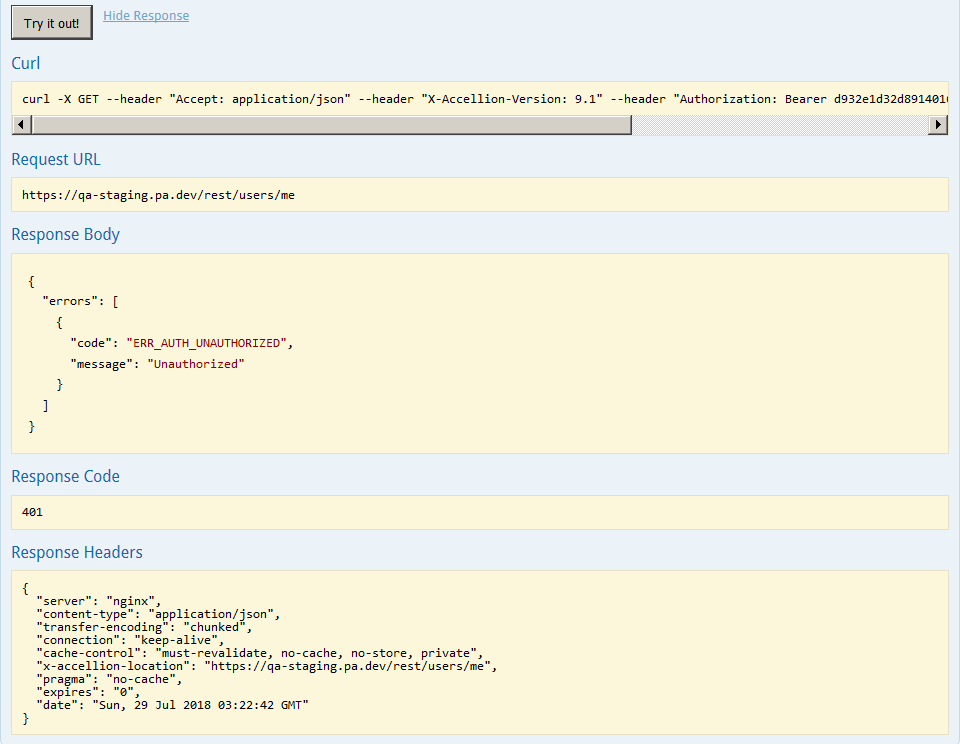 Try it out!
Hide Response
Curl
curl -X GET --header "Accept: application/json" --header "X-Accellion-Version: 9.1" --header "Authorization: Bearer d932e1d32d891401
Request URL
https://qa-staging.pa.dev/rest/users/me
Response Body
{
"errors": [
{
"code": "ERR_AUTH_UNAUTHORIZED",
"message": "Unauthorized"
}
]
}
Response Code
401
Response Headers
{
"server": "nginx",
"content-type": "application/json",
"transfer-encoding": "chunked",
"connection": "keep-alive",
"cache-control": "must-revalidate, no-cache, no-store, private",
"x-accellion-location": "https://qa-staging.pa.dev/rest/users/me",
"pragma": "no-cache",
"expires": "0",
"date": "Sun, 29 Jul 2018 03:22:42 GMT"
}